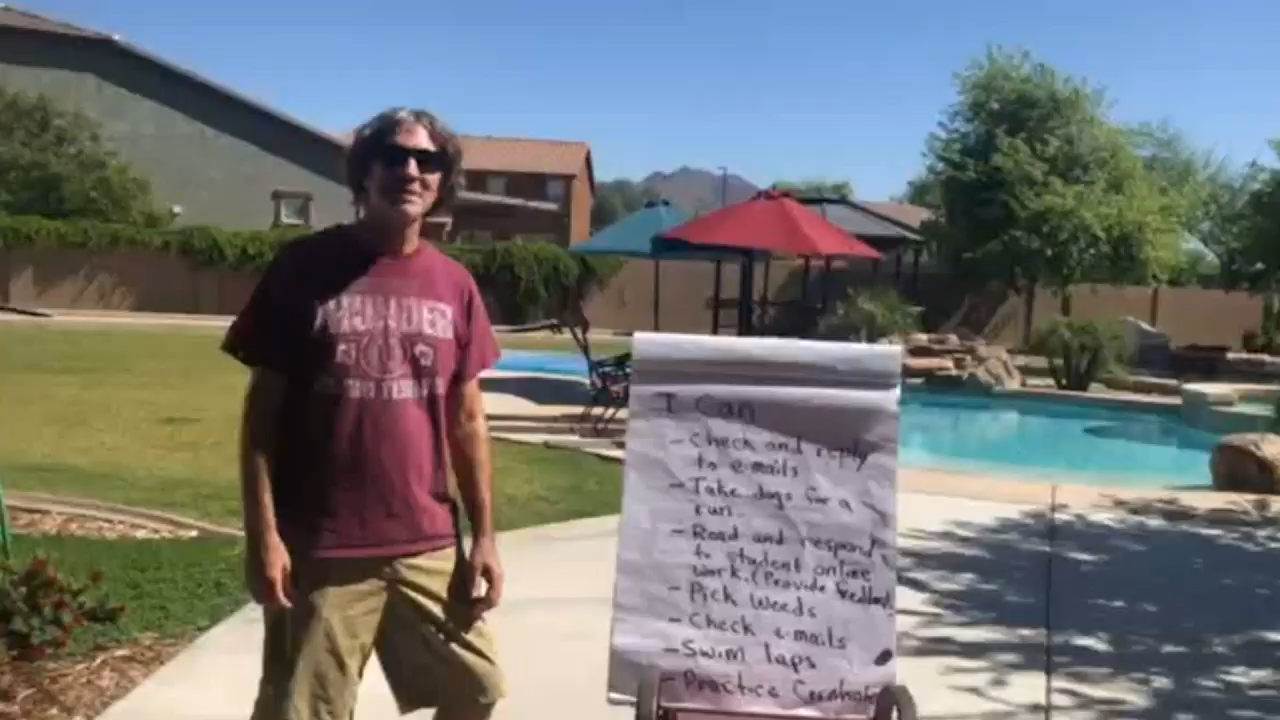 I Can
- Check and reply
to e-mails
- Take dogs for a
run.
- Read and respond
to student online
work. (Provide feedback)
- Pick Weeds
- Check e-mails
- Swim laps
- Practice Cornhole